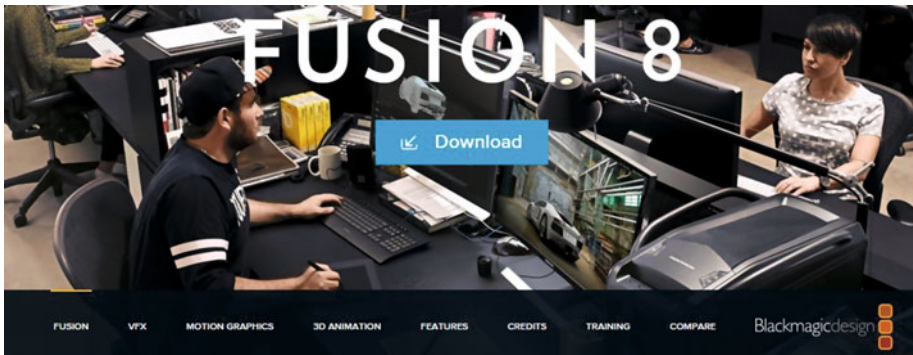 FUSION 8
Download
FUSION VFX MOTION GRAPHICS 3D ANIMATION FEATURES CREDITS TRAINING COMPARE Blackmagicdesign